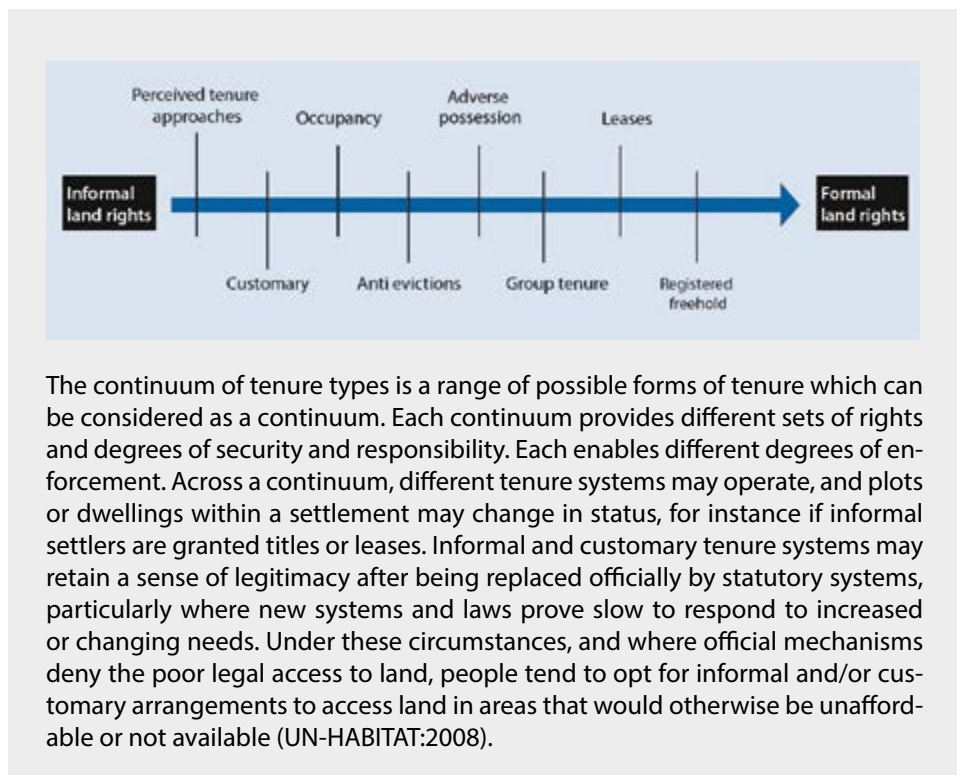 Perceived tenure
approaches
Occupancy
Adverse
possession
Leases
Informal
land rights
Formal
land rights
Customary
Anti evictions
Group tenure
Registered
freehold
The continuum of tenure types is a range of possible forms of tenure which can
be considered as a continuum. Each continuum provides different sets of rights
and degrees of security and responsibility. Each enables different degrees of en-
forcement. Across a continuum, different tenure systems may operate, and plots
or dwellings within a settlement may change in status, for instance if informal
settlers are granted titles or leases. Informal and customary tenure systems may
retain a sense of legitimacy after being replaced officially by statutory systems,
particularly where new systems and laws prove slow to respond to increased
or changing needs. Under these circumstances, and where official mechanisms
deny the poor legal access to land, people tend to opt for informal and/or cus-
tomary arrangements to access land in areas that would otherwise be unafford-
able or not available (UN-HABITAT:2008).